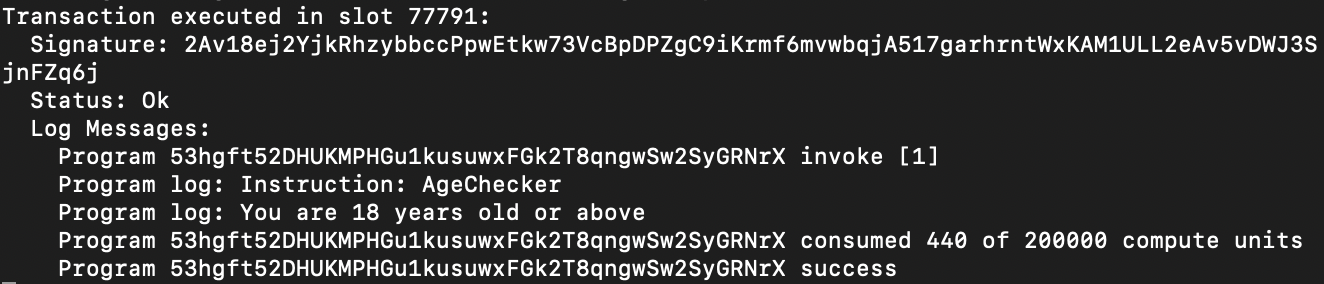 Transaction executed in slot 77791:
Signature: 2Av18ej2YjkRhzybbccPpwEtkw73VcBpDPZgC9iKrmf6mvwbqjA517garhrntWxKAM1ULL2eAv5vDWJ3S
jnFZq6j
Status: Ok
Log Messages:
Program 53hgft52DHUKMPHGu1kusuwxFGk2T8qngwSw2SyGRNrX invoke [1]
Program log: Instruction: AgeChecker
Program log: You are 18 years old or above
Program 53hgft52DHUKMPHGu1kusuwxFGk2T8qngwSw2SyGRNrX consumed 440 of 200000 compute units
Program 53hgft52DHUKMPHGu1kusuwxFGk2T8qngwSw2SyGRNrX success